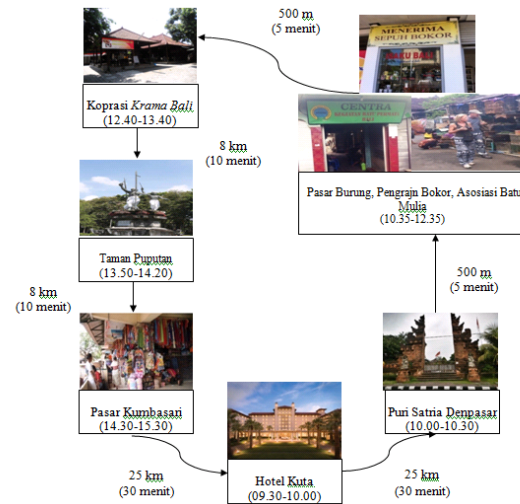 500 m
(5 menit)
MENERIMA
SEPUH BOKOR
BALI
CENTRA
Koprasi Krama Bali
(12.40-13.40)
8 km
(10 menit)
Pasar Burung, Pengrajn Bokor, Asosiasi Batu
Mulia
(10.35-12.35)
Taman Puputan
(13.50-14.20)
8 km
(10 menit)
500 m
(5 menit)
Pasar Kumbasari
(14.30-15.30)
Puri Satria Denpasar
(10.00-10.30)
25 km
(30 menit)
Hotel Kuta
(09.30-10.00)
25 km
(30 menit)